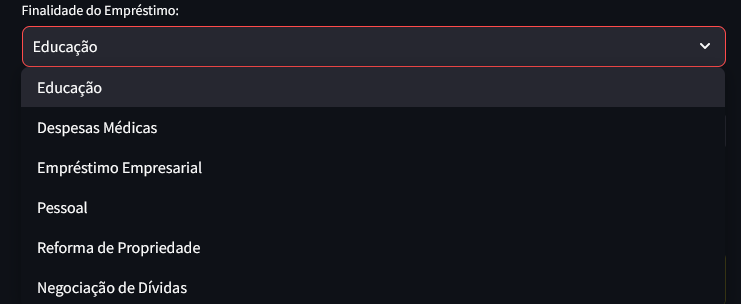 Finalidade do Empréstimo:
Educação
Educação
Despesas Médicas
Empréstimo Empresarial
Pessoal
Reforma de Propriedade
Negociação de Dívidas